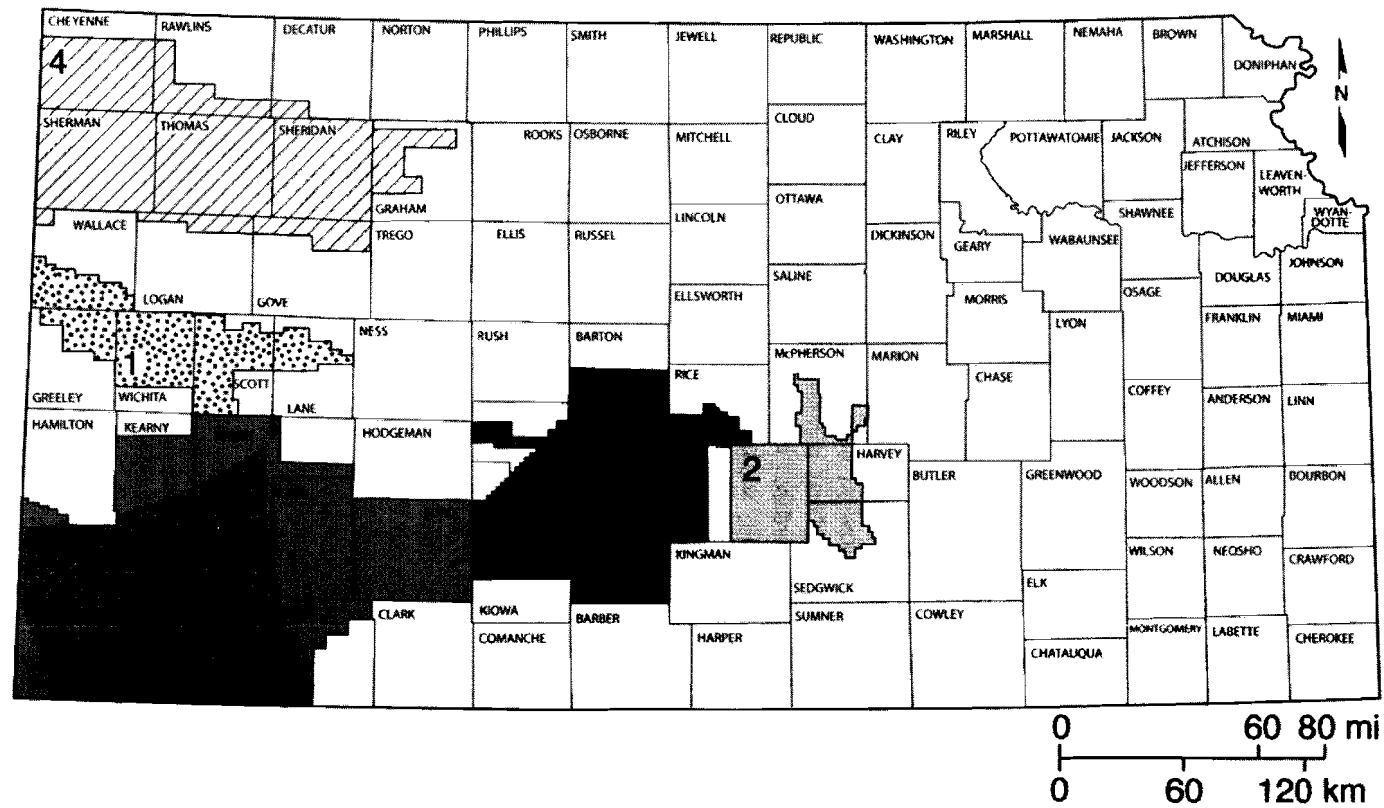 CHEYENNE RAWLINS DECATUR NORTON PHILLIPS SMITH JEWELL REPUBLIC WASHINGTON MARSHALL NEMAHA BROWN
DONIPHAN
4
N
SHERMAN THOMAS SHERIDAN ROOKS OSBORNE MITCHELL CLOUD CLAY RILEY POTTAWATOMIE JACKSON ATCHISON
JEFFERSON
LEAVEN-
WORTH
GRAHAM
OTTAWA
LINCOLN
SHAWNEE
WYAN-
DOTTE
WALLACE TREGO ELLIS RUSSEL DICKINSON GEARY WABAUNSEE
SALINE
DOUGLAS JOHNSON
LOGAN GOVE ELLSWORTH MORRIS OSAGE
FRANKLIN MIAMI
NESS RUSH BARTON LYON
McPHERSON MARION
1
RICE CHASE
GREELEY WICHITA SCOTT LANE COFFEY ANDERSON LINN
HAMILTON KEARNY HODGEMAN
HARVEY
2
BUTLER GREENWOOD WOODSON ALLEN BOURBON
KINGMAN WILSON NEOSHO CRAWFORD
SEDGWICK ELK
CLARK KIOWA BARBER SUMNER COWLEY
COMANCHE HARPER MONTGOMERY LABETTE CHEROKEE
CHATAUQUA
0 60 80 mi
0 60 120 km